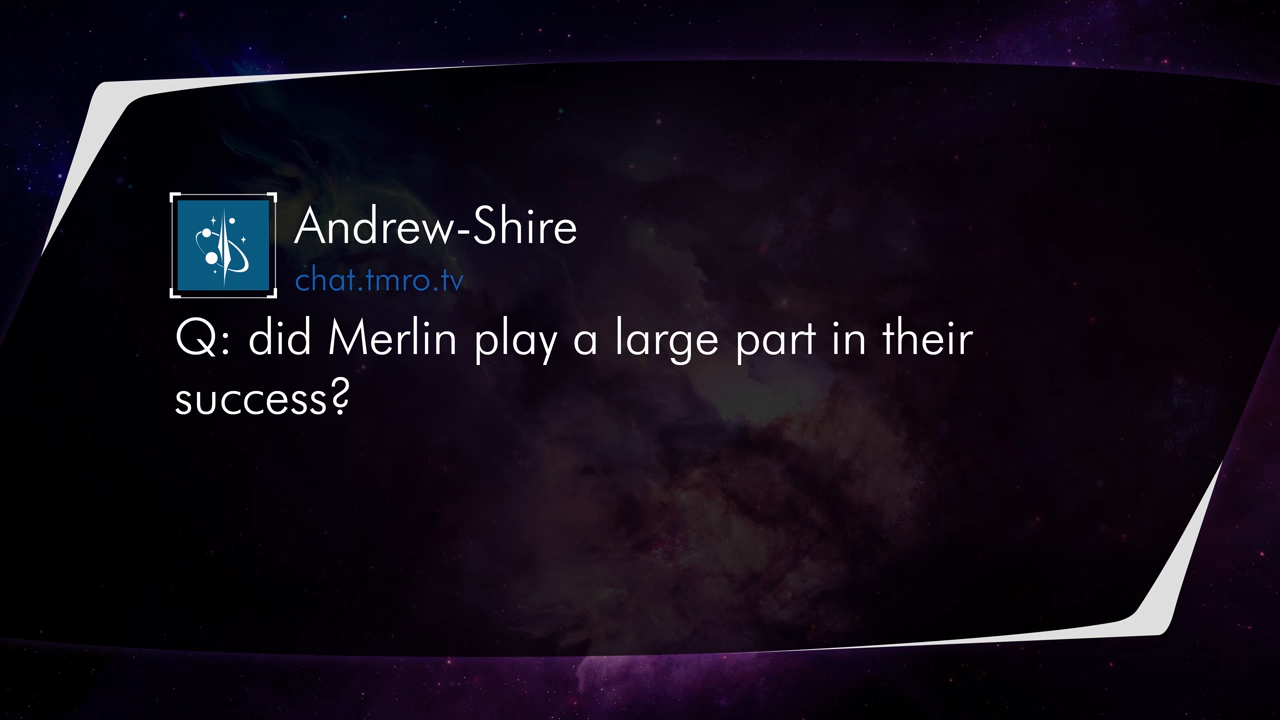 Andrew-Shire
chat.tmro.tv
Q: did Merlin play a large part in their
success?